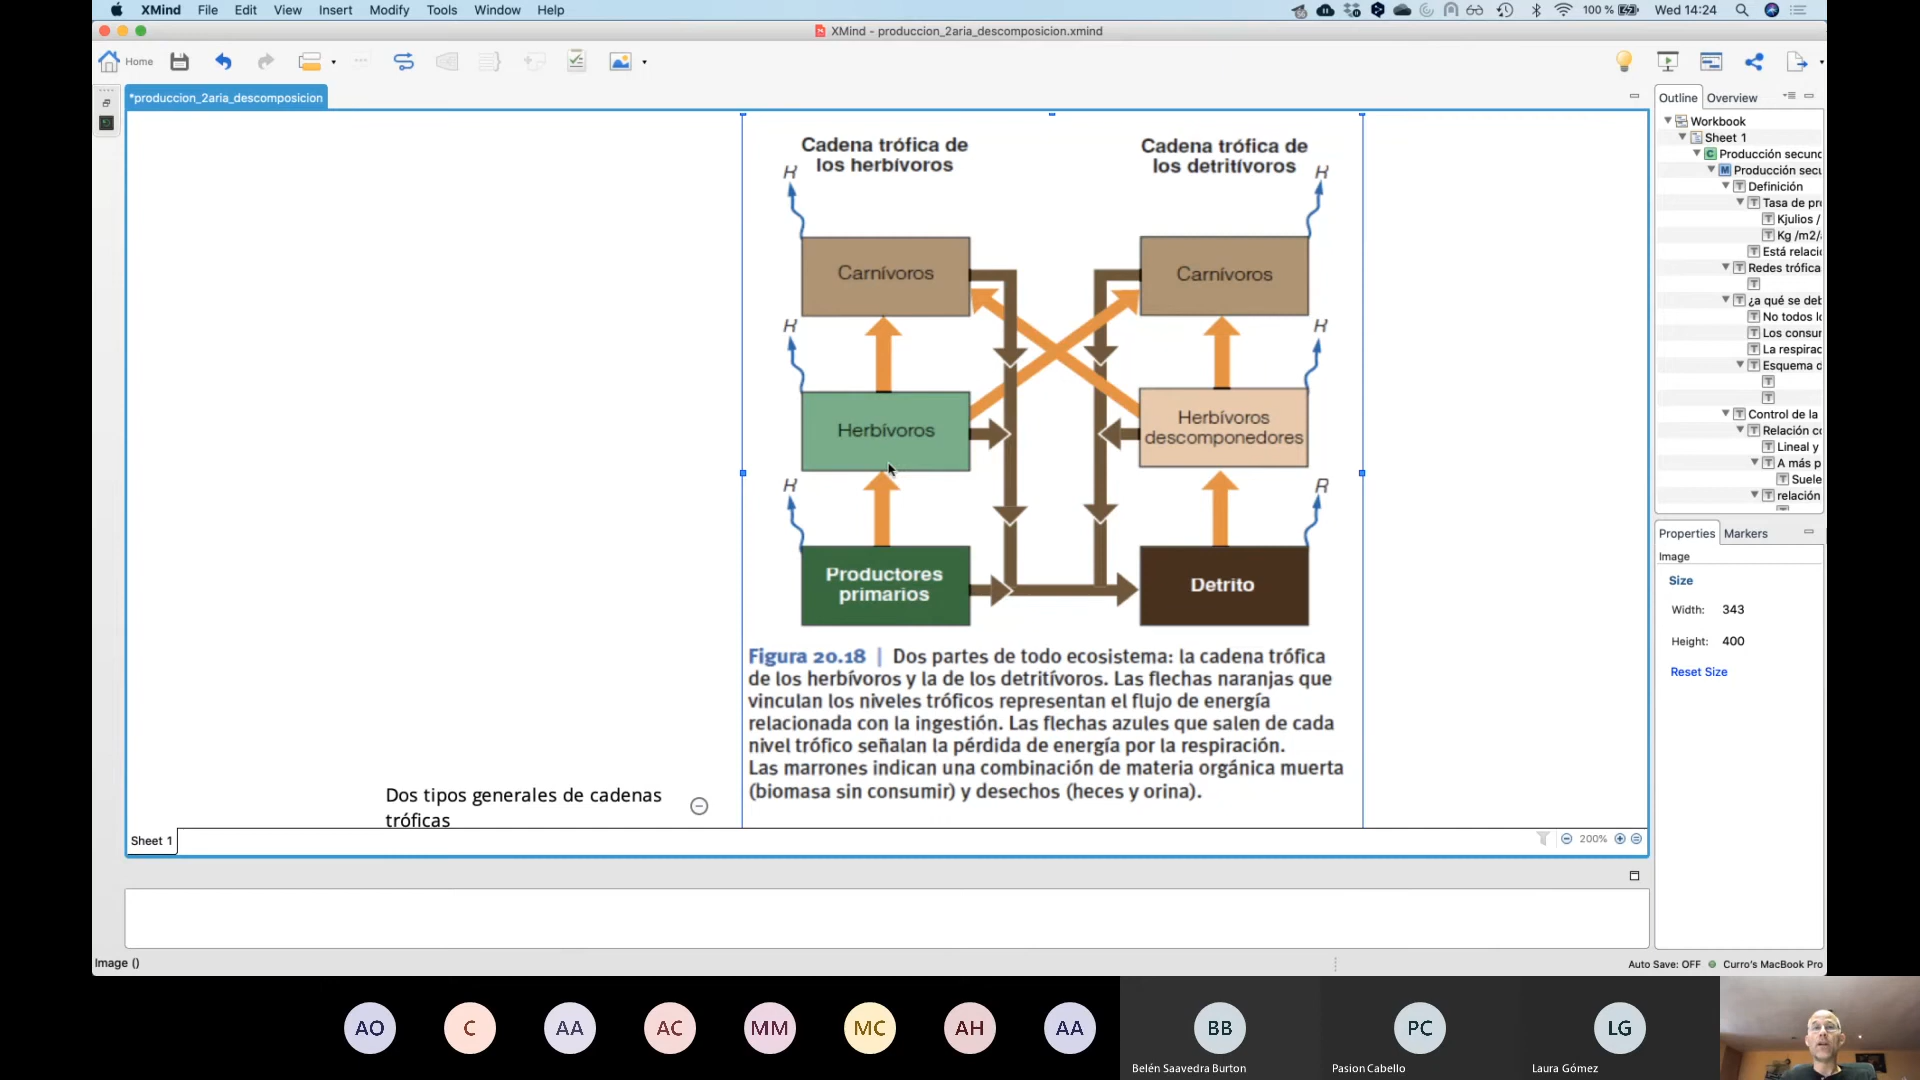 XMind File Edit View Insert Modify Tools Window Help
100 % Wed 14:24
XMind - produccion_2aria_descomposicion.xmind
Home
*produccion_2aria_descomposicion
Cadena trófica de
los herbívoros
Cadena trófica de
los detritívoros
Carnívoros
Carnívoros
Herbívoros
Herbívoros
descomponedores
R
Productores
primarios
Detrito
Figura 20.18 | Dos partes de todo ecosistema: la cadena trófica
de los herbívoros y la de los detritívoros. Las flechas naranjas que
vinculan los niveles tróficos representan el flujo de energía
relacionada con la ingestión. Las flechas azules que salen de cada
nivel trófico señalan la pérdida de energía por la respiración.
Las marrones indican una combinación de materia orgánica muerta
(biomasa sin consumir) y desechos (heces y orina).
Dos tipos generales de cadenas
tróficas
Sheet 1
200%
Outline Overview
Workbook
Sheet 1
C Producción secund
M Producción secu
T Definición
T Tasa de pr
T Kjulios /
T Kg /m2/
T Está relaci
T Redes trófica
T
T ¿a qué se deb
T No todos l
T Los consur
T La respirac
T Esquema d
T
T
T Control de la
T Relación c
T Lineal y
T A más p
T Suele
T relación
Properties Markers
Image
Size
Width: 343
Height: 400
Reset Size
Image ()
Auto Save: OFF Curro's MacBook Pro
AO C AA AC MM MC AH AA BB PC LG
Belén Saavedra Burton Pasion Cabello Laura Gómez